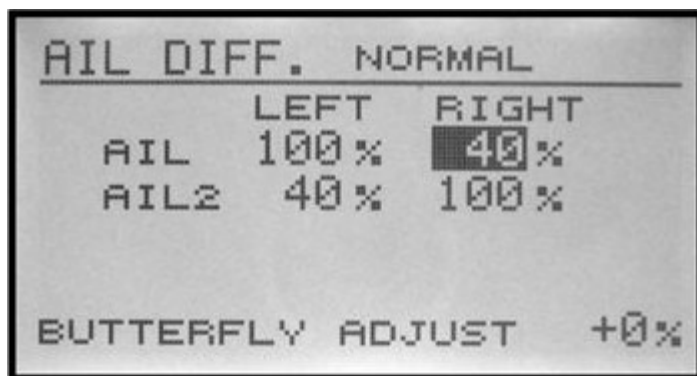 AIL DIFF. NORMAL
LEFT RIGHT
AIL 100% 40%
AIL2 40% 100%
BUTTERFLY ADJUST +0%